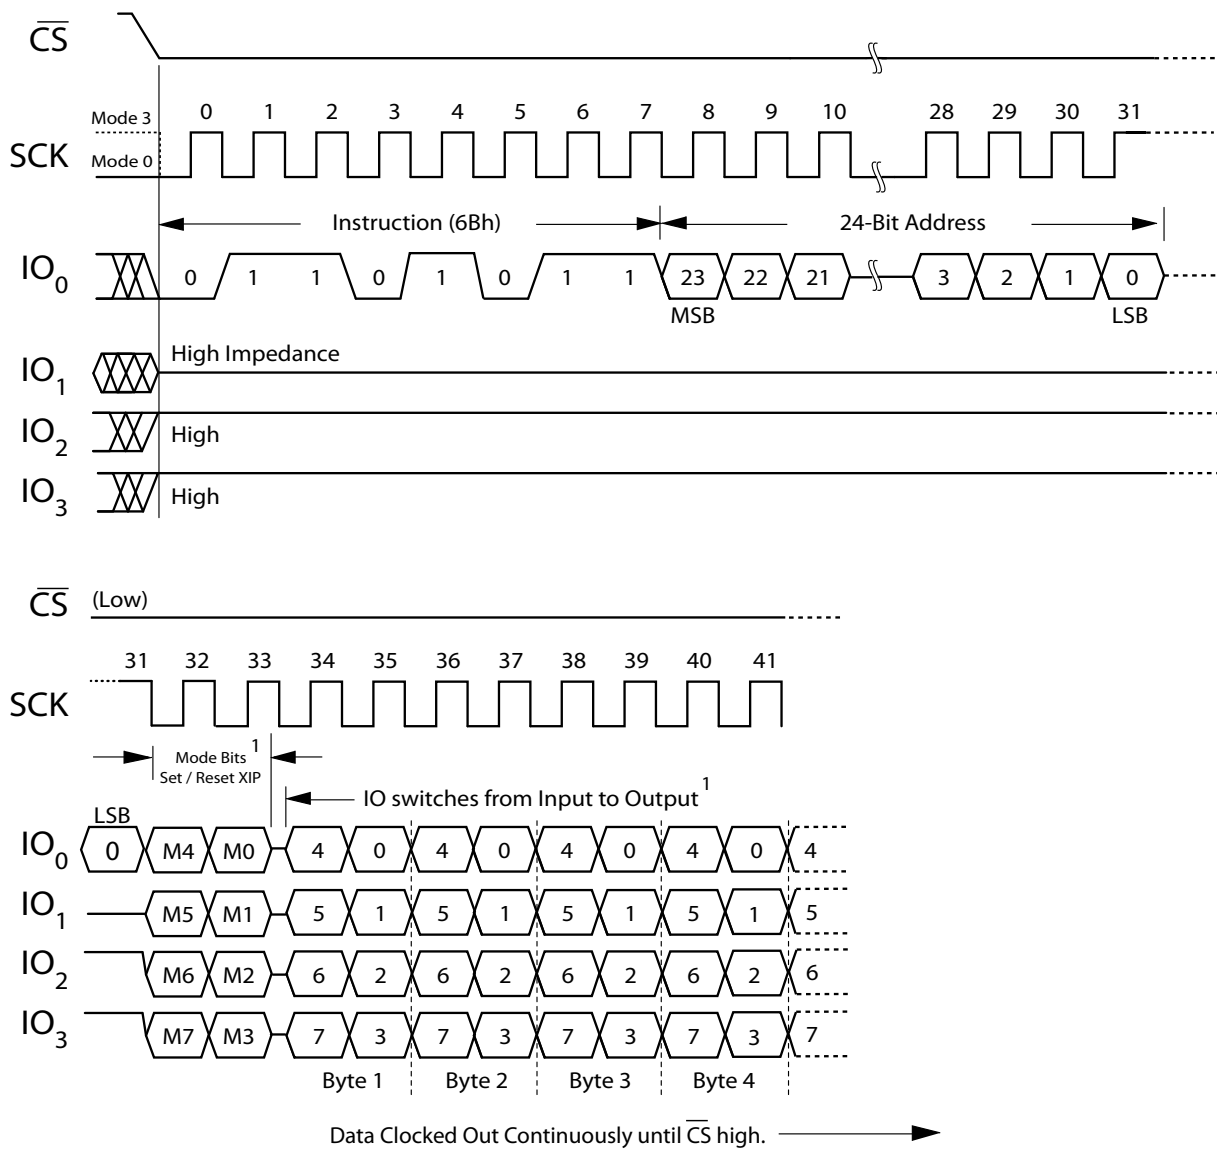 CS
Mode 3
0 1 2 3 4 5 6 7 8 9 10 28 29 30 31
SCK
Mode 0
Instruction (6Bh)
24-Bit Address
IO0
0 1 1 0 1 0 1 1 23 22 21 3 2 1 0
MSB
LSB
High Impedance
IO1
IO2
High
IO3
High
CS
(Low)
31 32 33 34 35 36 37 38 39 40 41
SCK
Mode Bits 1
Set / Reset XIP
IO switches from Input to Output 1
LSB
IO0
0 M4 M0 4 0 4 0 4 0 4 0 4
IO1
M5 M1 5 1 5 1 5 1 5 1 5
IO2
M6 M2 6 2 6 2 6 2 6 2 6
IO3
M7 M3 7 3 7 3 7 3 7 3 7
Byte 1 Byte 2 Byte 3 Byte 4
Data Clocked Out Continuously until CS high.